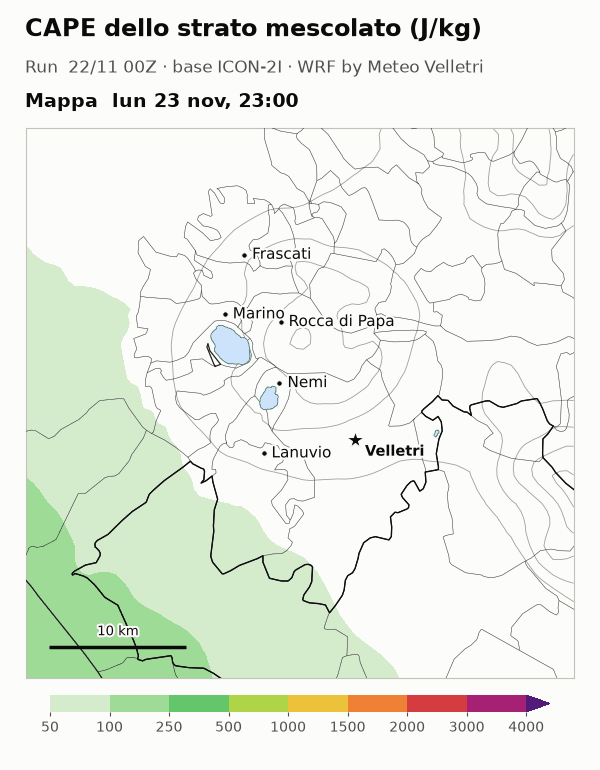 CAPE dello strato mescolato (J/kg)
Run  22/11 00Z · base ICON-2I · WRF by Meteo Velletri
Mappa  lun 23 nov, 23:00
Frascati
Marino
Rocca di Papa
Nemi
Velletri
Lanuvio
10 km
50 100 250 500 1000 1500 2000 3000 4000